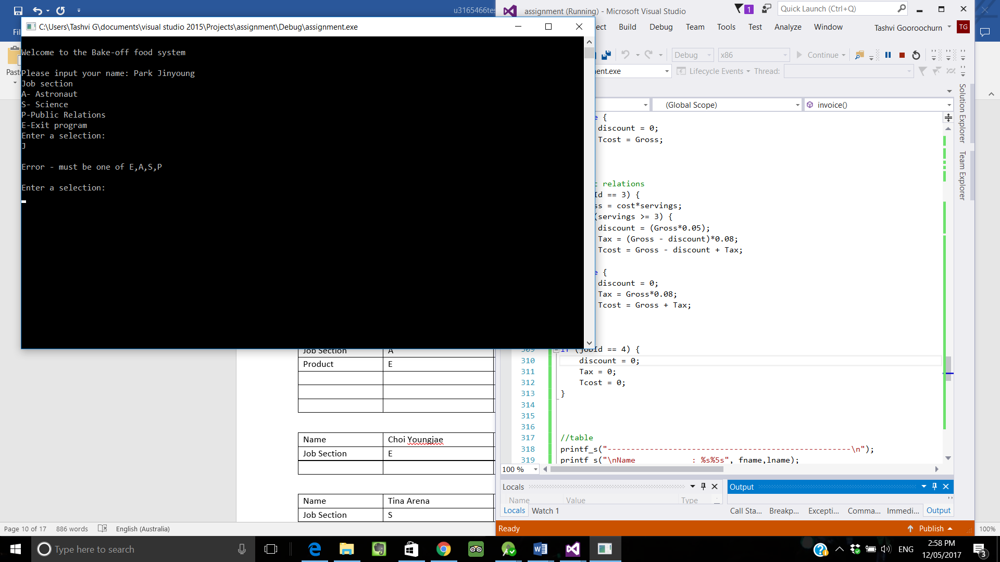 u3165466tes
assignment (Running) - Microsoft Visual Studio
1
Quick Launch (Ctrl+Q)
C:\Users\Tashvi G\documents\visual studio 2015\Projects\assignment\Debug\assignment.exe
Fil
ect Build Debug Team Tools Test Analyze Window
Tashvi Gooroochurn TG
Past
Debug x86 Continue
ent.exe Lifecycle Events Thread:
Welcome to the Bake-off food system
Please input your name: Park Jinyoung
Job section
A- Astronaut
S- Science
P-Public Relations
E-Exit program
Enter a selection:
J
Error - must be one of E,A,S,P
Enter a selection:
(Global Scope) invoice()
Solution Explorer
Team Explorer
e {
discount = 0;
Tcost = Gross;
relations
Id == 3) {
ss = cost*servings;
(servings >= 3) {
discount = (Gross*0.05);
Tax = (Gross - discount)*0.08;
Tcost = Gross - discount + Tax;
e {
discount = 0;
Tax = Gross*0.08;
Tcost = Gross + Tax;
309 if (jobId == 4) {
310 discount = 0;
311 Tax = 0;
312 Tcost = 0;
313 }
314
315
316
317 //table
318 printf_s("----------------------------------------------------\n");
319 printf_s("\nName : %s%5s", fname,lname);
100 %
Job Section A
Product E
Name Choi Youngjae
Job Section E
Name Tina Arena
Job Section S
Locals
Name Value Type
Locals Watch 1
Output
Call Sta... Breakp... Excepti... Comma... Immedi... Output
Page 10 of 17 886 words English (Australia)
Ready
Publish
100%
Type here to search
ENG
2:58 PM
12/05/2017
3